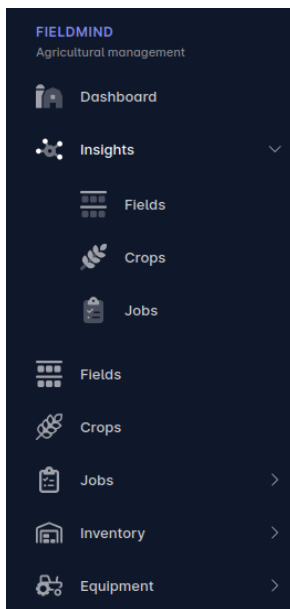 FIELDMIND
Agricultural management
Dashboard
Insights
Fields
Crops
Jobs
Fields
Crops
Jobs
Inventory
Equipment